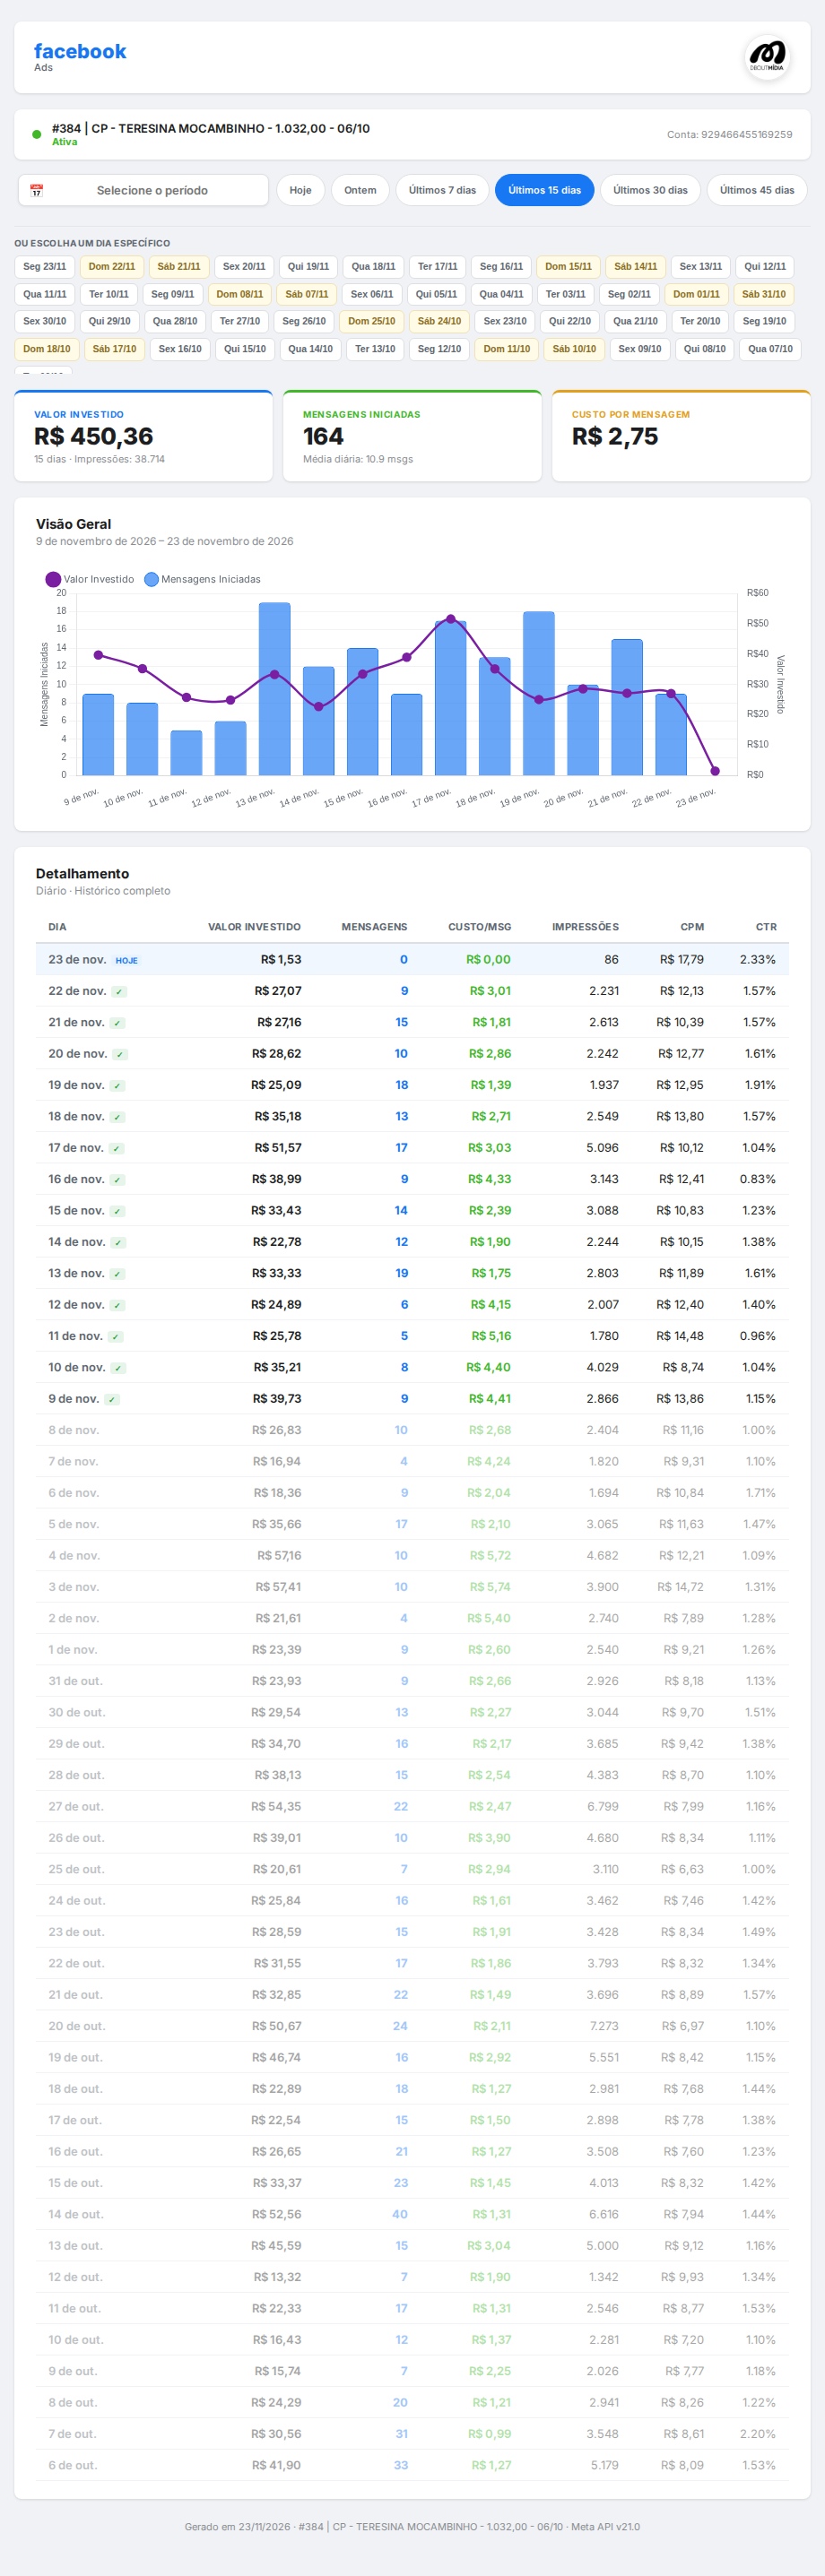 facebook
Ads
ABOUTMÍDIA
#384 | CP - TERESINA MOCAMBINHO - 1.032,00 - 06/10
Ativa
Conta: 929466455169259
Selecione o período
Hoje
Ontem
Últimos 7 dias
Últimos 15 dias
Últimos 30 dias
Últimos 45 dias
OU ESCOLHA UM DIA ESPECÍFICO
Seg 23/11 Dom 22/11 Sáb 21/11 Sex 20/11 Qui 19/11 Qua 18/11 Ter 17/11 Seg 16/11 Dom 15/11 Sáb 14/11 Sex 13/11 Qui 12/11
Qua 11/11 Ter 10/11 Seg 09/11 Dom 08/11 Sáb 07/11 Sex 06/11 Qui 05/11 Qua 04/11 Ter 03/11 Seg 02/11 Dom 01/11 Sáb 31/10
Sex 30/10 Qui 29/10 Qua 28/10 Ter 27/10 Seg 26/10 Dom 25/10 Sáb 24/10 Sex 23/10 Qui 22/10 Qua 21/10 Ter 20/10 Seg 19/10
Dom 18/10 Sáb 17/10 Sex 16/10 Qui 15/10 Qua 14/10 Ter 13/10 Seg 12/10 Dom 11/10 Sáb 10/10 Sex 09/10 Qui 08/10 Qua 07/10
VALOR INVESTIDO
R$ 450,36
15 dias · Impressões: 38.714
MENSAGENS INICIADAS
164
Média diária: 10.9 msgs
CUSTO POR MENSAGEM
R$ 2,75
Visão Geral
9 de novembro de 2026 – 23 de novembro de 2026
Valor Investido Mensagens Iniciadas
Mensagens Iniciadas
20
18
16
14
12
10
8
6
4
2
0
R$60
R$50
R$40
R$30
R$20
R$10
R$0
Valor Investido
9 de nov. 10 de nov. 11 de nov. 12 de nov. 13 de nov. 14 de nov. 15 de nov. 16 de nov. 17 de nov. 18 de nov. 19 de nov. 20 de nov. 21 de nov. 22 de nov. 23 de nov.
Detalhamento
Diário · Histórico completo
DIA VALOR INVESTIDO MENSAGENS CUSTO/MSG IMPRESSÕES CPM CTR
23 de nov. HOJE R$ 1,53 0 R$ 0,00 86 R$ 17,79 2.33%
22 de nov. ✓ R$ 27,07 9 R$ 3,01 2.231 R$ 12,13 1.57%
21 de nov. ✓ R$ 27,16 15 R$ 1,81 2.613 R$ 10,39 1.57%
20 de nov. ✓ R$ 28,62 10 R$ 2,86 2.242 R$ 12,77 1.61%
19 de nov. ✓ R$ 25,09 18 R$ 1,39 1.937 R$ 12,95 1.91%
18 de nov. ✓ R$ 35,18 13 R$ 2,71 2.549 R$ 13,80 1.57%
17 de nov. ✓ R$ 51,57 17 R$ 3,03 5.096 R$ 10,12 1.04%
16 de nov. ✓ R$ 38,99 9 R$ 4,33 3.143 R$ 12,41 0.83%
15 de nov. ✓ R$ 33,43 14 R$ 2,39 3.088 R$ 10,83 1.23%
14 de nov. ✓ R$ 22,78 12 R$ 1,90 2.244 R$ 10,15 1.38%
13 de nov. ✓ R$ 33,33 19 R$ 1,75 2.803 R$ 11,89 1.61%
12 de nov. ✓ R$ 24,89 6 R$ 4,15 2.007 R$ 12,40 1.40%
11 de nov. ✓ R$ 25,78 5 R$ 5,16 1.780 R$ 14,48 0.96%
10 de nov. ✓ R$ 35,21 8 R$ 4,40 4.029 R$ 8,74 1.04%
9 de nov. ✓ R$ 39,73 9 R$ 4,41 2.866 R$ 13,86 1.15%
8 de nov. R$ 26,83 10 R$ 2,68 2.404 R$ 11,16 1.00%
7 de nov. R$ 16,94 4 R$ 4,24 1.820 R$ 9,31 1.10%
6 de nov. R$ 18,36 9 R$ 2,04 1.694 R$ 10,84 1.71%
5 de nov. R$ 35,66 17 R$ 2,10 3.065 R$ 11,63 1.47%
4 de nov. R$ 57,16 10 R$ 5,72 4.682 R$ 12,21 1.09%
3 de nov. R$ 57,41 10 R$ 5,74 3.900 R$ 14,72 1.31%
2 de nov. R$ 21,61 4 R$ 5,40 2.740 R$ 7,89 1.28%
1 de nov. R$ 23,39 9 R$ 2,60 2.540 R$ 9,21 1.26%
31 de out. R$ 23,93 9 R$ 2,66 2.926 R$ 8,18 1.13%
30 de out. R$ 29,54 13 R$ 2,27 3.044 R$ 9,70 1.51%
29 de out. R$ 34,70 16 R$ 2,17 3.685 R$ 9,42 1.38%
28 de out. R$ 38,13 15 R$ 2,54 4.383 R$ 8,70 1.10%
27 de out. R$ 54,35 22 R$ 2,47 6.799 R$ 7,99 1.16%
26 de out. R$ 39,01 10 R$ 3,90 4.680 R$ 8,34 1.11%
25 de out. R$ 20,61 7 R$ 2,94 3.110 R$ 6,63 1.00%
24 de out. R$ 25,84 16 R$ 1,61 3.462 R$ 7,46 1.42%
23 de out. R$ 28,59 15 R$ 1,91 3.428 R$ 8,34 1.49%
22 de out. R$ 31,55 17 R$ 1,86 3.793 R$ 8,32 1.34%
21 de out. R$ 32,85 22 R$ 1,49 3.696 R$ 8,89 1.57%
20 de out. R$ 50,67 24 R$ 2,11 7.273 R$ 6,97 1.10%
19 de out. R$ 46,74 16 R$ 2,92 5.551 R$ 8,42 1.15%
18 de out. R$ 22,89 18 R$ 1,27 2.981 R$ 7,68 1.44%
17 de out. R$ 22,54 15 R$ 1,50 2.898 R$ 7,78 1.38%
16 de out. R$ 26,65 21 R$ 1,27 3.508 R$ 7,60 1.23%
15 de out. R$ 33,37 23 R$ 1,45 4.013 R$ 8,32 1.42%
14 de out. R$ 52,56 40 R$ 1,31 6.616 R$ 7,94 1.44%
13 de out. R$ 45,59 15 R$ 3,04 5.000 R$ 9,12 1.16%
12 de out. R$ 13,32 7 R$ 1,90 1.342 R$ 9,93 1.34%
11 de out. R$ 22,33 17 R$ 1,31 2.546 R$ 8,77 1.53%
10 de out. R$ 16,43 12 R$ 1,37 2.281 R$ 7,20 1.10%
9 de out. R$ 15,74 7 R$ 2,25 2.026 R$ 7,77 1.18%
8 de out. R$ 24,29 20 R$ 1,21 2.941 R$ 8,26 1.22%
7 de out. R$ 30,56 31 R$ 0,99 3.548 R$ 8,61 2.20%
6 de out. R$ 41,90 33 R$ 1,27 5.179 R$ 8,09 1.53%
Gerado em 23/11/2026 · #384 | CP - TERESINA MOCAMBINHO - 1.032,00 - 06/10 · Meta API v21.0